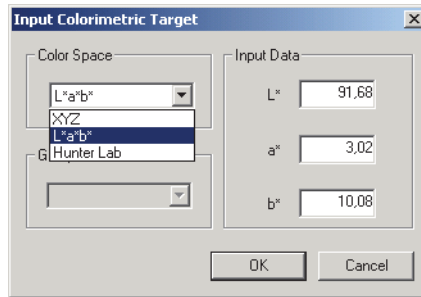 Input Colorimetric Target
Color Space
L*a*b*
XYZ
L*a*b*
Hunter Lab
Input Data
L* 91,68
a* 3,02
b* 10,08
OK Cancel